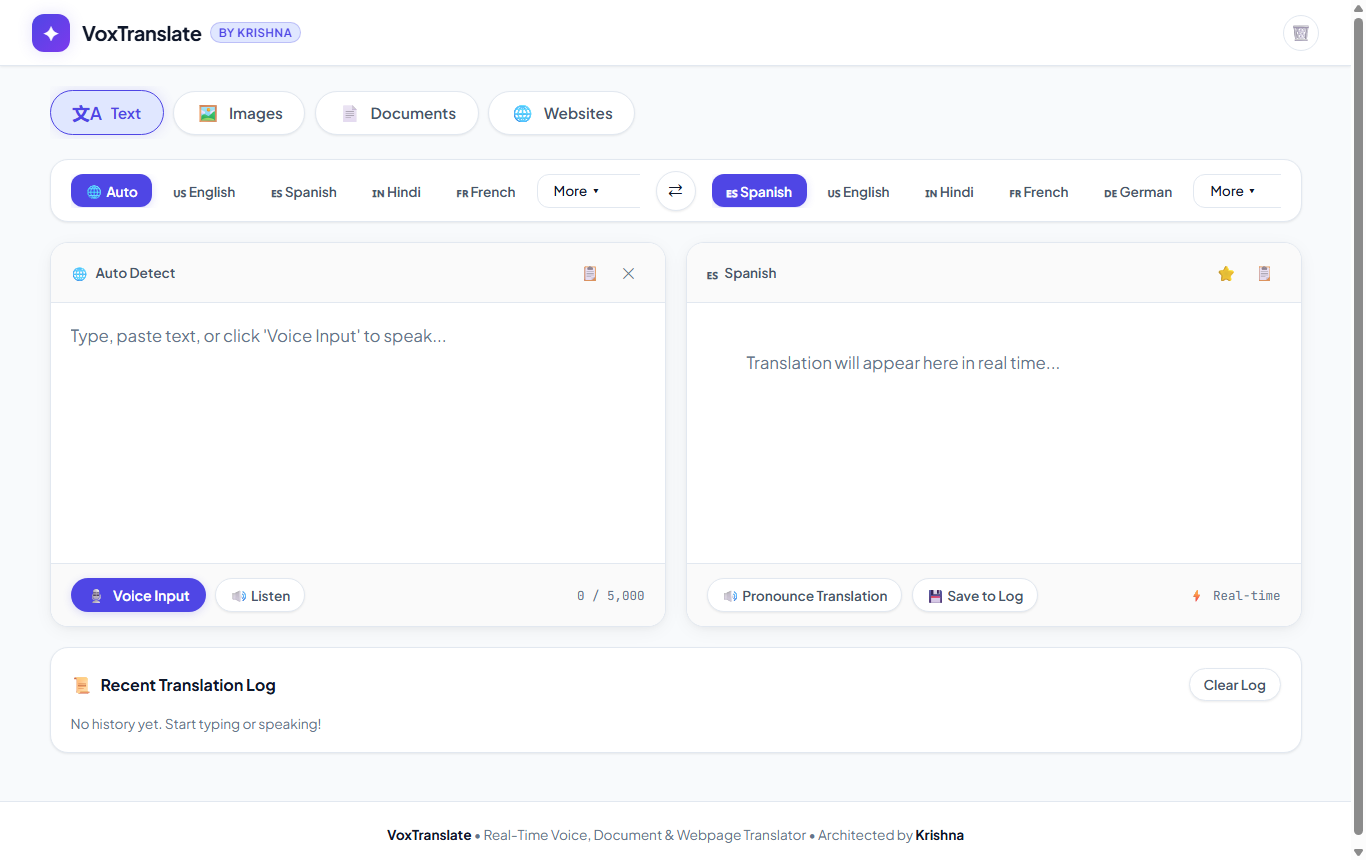 VoxTranslate BY KRISHNA
文A Text Images Documents Websites
Auto US English ES Spanish IN Hindi FR French More ▾ ⇄ ES Spanish US English IN Hindi FR French DE German More ▾
Auto Detect
ES Spanish
Type, paste text, or click 'Voice Input' to speak...
Translation will appear here in real time...
Voice Input Listen 0 / 5,000
Pronounce Translation Save to Log Real-time
Recent Translation Log Clear Log
No history yet. Start typing or speaking!
VoxTranslate • Real-Time Voice, Document & Webpage Translator • Architected by Krishna